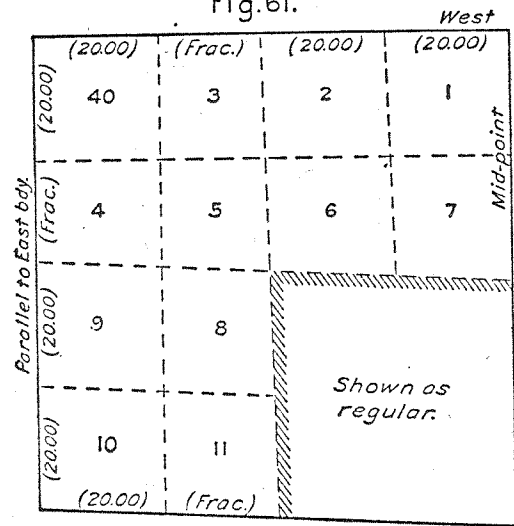 Fig.61.
West
(20.00) (Frac.) (20.00) (20.00)
(20.00) 40 3 2 1
Mid-point
(Frac.) 4 5 6 7
Parallel to East bdy.
(20.00) 9 8
Shown as
regular.
(20.00) 10 11
(20.00) (Frac.)